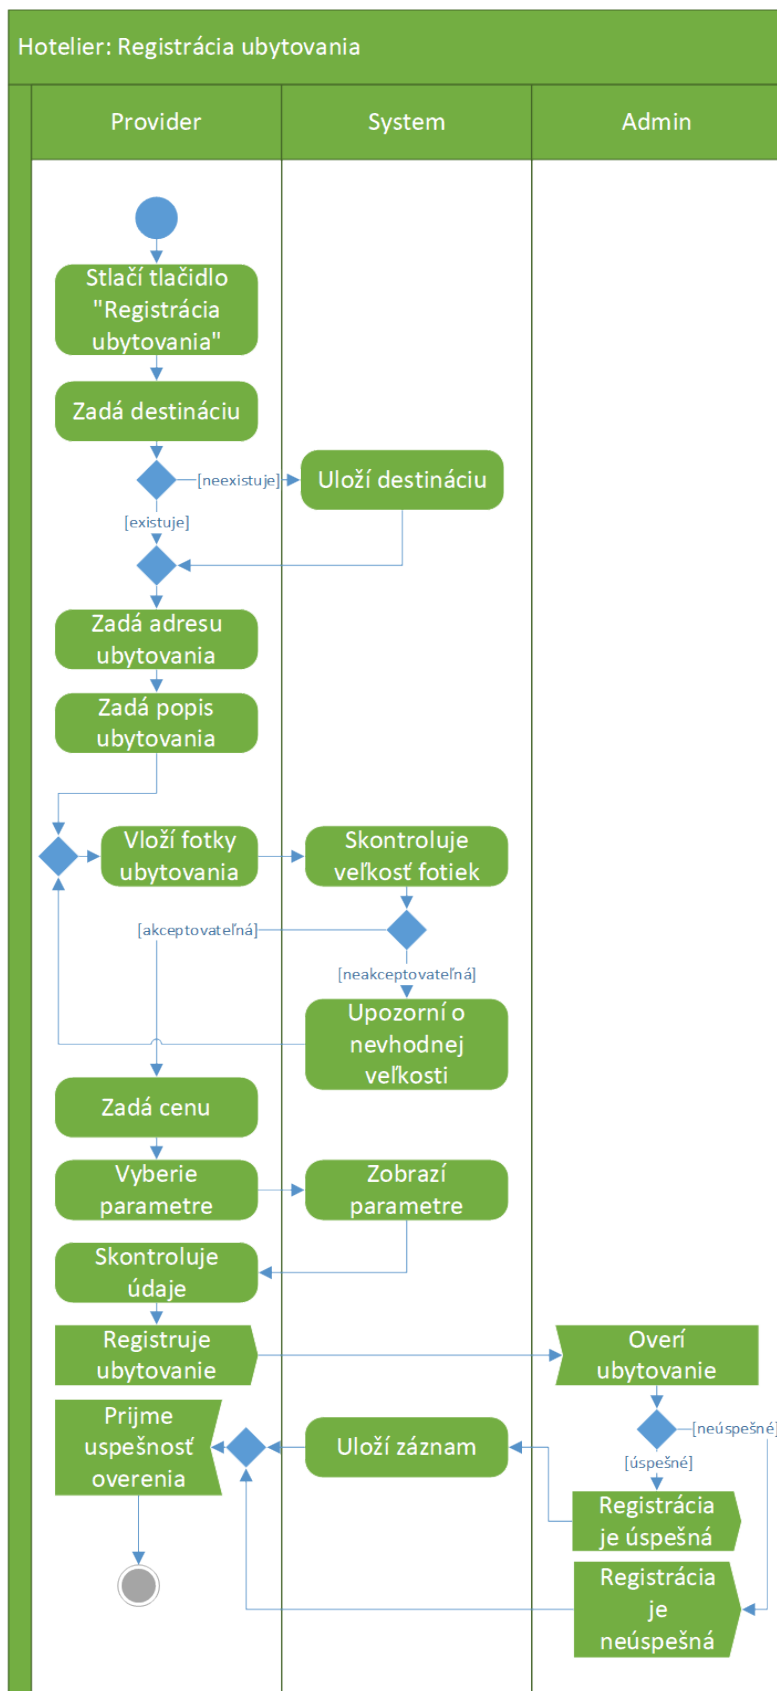 Hotelier: Registrácia ubytovania
Provider
System
Admin
Stlačí tlačidlo
"Registrácia
ubytovania"
Zadá destináciu
[neexistuje]
Uloží destináciu
[existuje]
Zadá adresu
ubytovania
Zadá popis
ubytovania
Vloží fotky
ubytovania
Skontroluje
veľkosť fotiek
[akceptovateľná]
[neakceptovateľná]
Upozorní o
nevhodnej
veľkosti
Zadá cenu
Vyberie
parametre
Zobrazí
parametre
Skontroluje
údaje
Registruje
ubytovanie
Overí
ubytovanie
Prijme
uspešnosť
overenia
Uloží záznam
[neúspešné]
[úspešné]
Registrácia
je úspešná
Registrácia
je
neúspešná